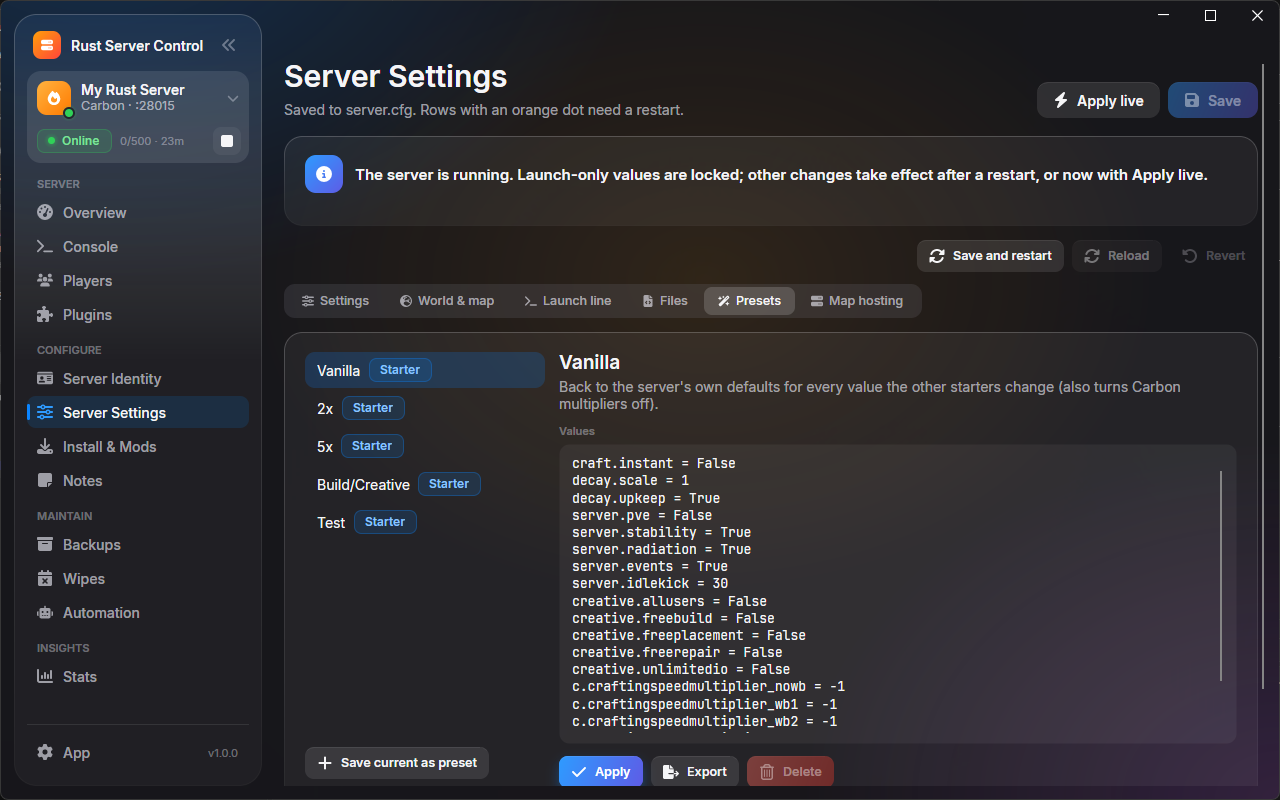 Rust Server Control
My Rust Server
Carbon · :28015
Online
0/500 · 23m
SERVER
Overview
Console
Players
Plugins
CONFIGURE
Server Identity
Server Settings
Install & Mods
Notes
MAINTAIN
Backups
Wipes
Automation
INSIGHTS
Stats
App
v1.0.0
Server Settings
Saved to server.cfg. Rows with an orange dot need a restart.
Apply live
Save
The server is running. Launch-only values are locked; other changes take effect after a restart, or now with Apply live.
Save and restart
Reload
Revert
Settings
World & map
Launch line
Files
Presets
Map hosting
Vanilla Starter
2x Starter
5x Starter
Build/Creative Starter
Test Starter
Save current as preset
Vanilla
Back to the server's own defaults for every value the other starters change (also turns Carbon
multipliers off).
Values
craft.instant = False
decay.scale = 1
decay.upkeep = True
server.pve = False
server.stability = True
server.radiation = True
server.events = True
server.idlekick = 30
creative.allusers = False
creative.freebuild = False
creative.freeplacement = False
creative.freerepair = False
creative.unlimitedio = False
c.craftingspeedmultiplier_nowb = -1
c.craftingspeedmultiplier_wb1 = -1
c.craftingspeedmultiplier_wb2 = -1
Apply
Export
Delete